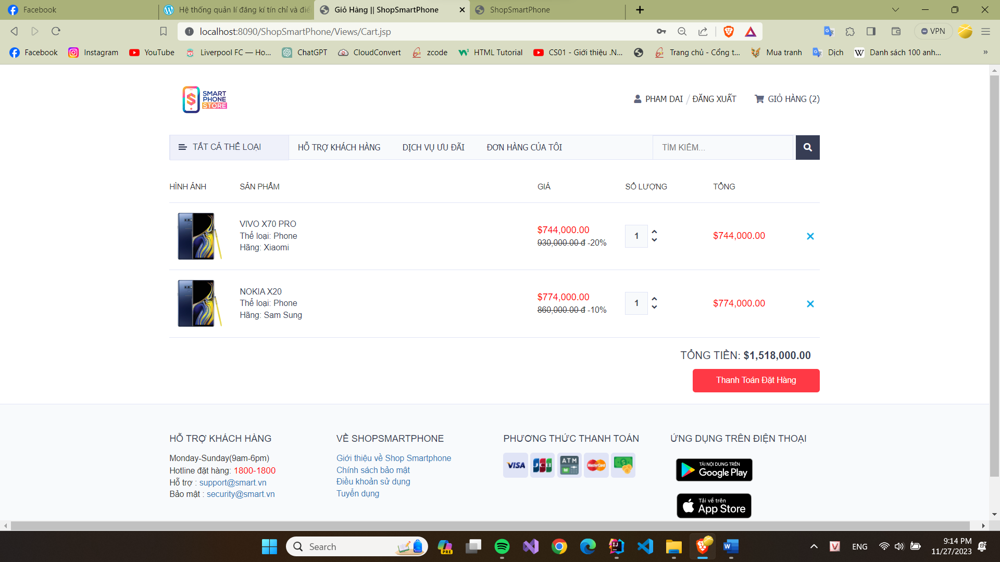 Facebook
Hệ thống quản lí đăng kí tín chỉ và điể
Giỏ Hàng || ShopSmartPhone
ShopSmartPhone
localhost:8090/ShopSmartPhone/Views/Cart.jsp
VPN
Facebook
Instagram
YouTube
Liverpool FC — Ho...
ChatGPT
CloudConvert
zcode
HTML Tutorial
CS01 - Giới thiệu .N...
Trang chủ - Cổng t...
Mua tranh
Dịch
Danh sách 100 anh...
SMART
PHONE
STORE
PHAM DAI / ĐĂNG XUẤT
GIỎ HÀNG (2)
TẤT CẢ THỂ LOẠI
HỖ TRỢ KHÁCH HÀNG
DỊCH VỤ ƯU ĐÃI
ĐƠN HÀNG CỦA TÔI
TÌM KIẾM...
HÌNH ẢNH
SẢN PHẨM
GIÁ
SỐ LƯỢNG
TỔNG
VIVO X70 PRO
Thể loại: Phone
Hãng: Xiaomi
$744,000.00
930,000.00 đ -20%
1
$744,000.00
NOKIA X20
Thể loại: Phone
Hãng: Sam Sung
$774,000.00
860,000.00 đ -10%
1
$774,000.00
TỔNG TIỀN: $1,518,000.00
Thanh Toán Đặt Hàng
HỖ TRỢ KHÁCH HÀNG
Monday-Sunday(9am-6pm)
Hotline đặt hàng: 1800-1800
Hỗ trợ : support@smart.vn
Bảo mật : security@smart.vn
VỀ SHOPSMARTPHONE
Giới thiệu về Shop Smartphone
Chính sách bảo mật
Điều khoản sử dụng
Tuyển dụng
PHƯƠNG THỨC THANH TOÁN
VISA
JCB
ATM
MasterCard
ỨNG DỤNG TRÊN ĐIỆN THOẠI
TẢI NỘI DUNG TRÊN
Google Play
Tải về trên
App Store
Search
PRE
ENG
9:14 PM
11/27/2023